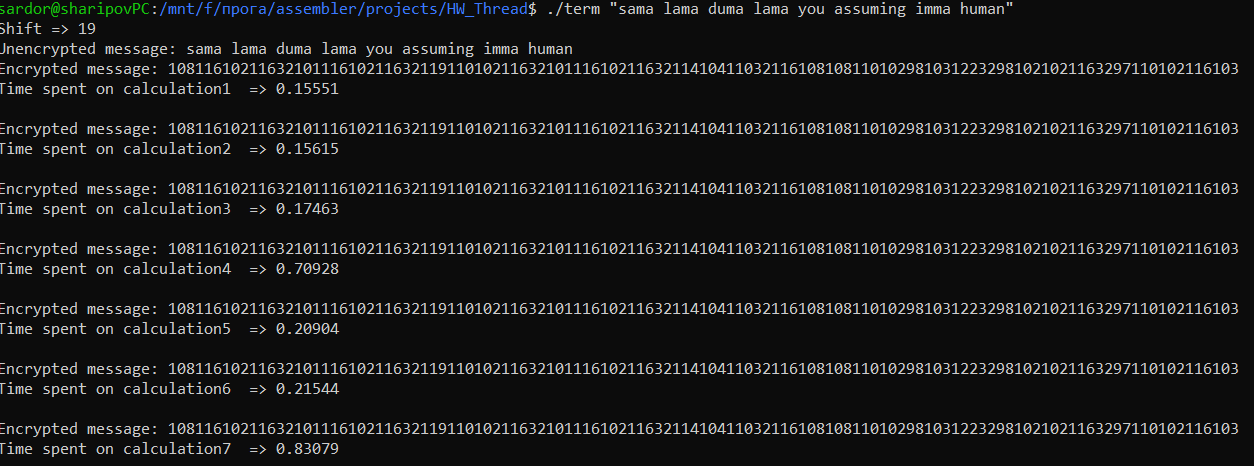 sardor@sharipovPC:/mnt/f/прога/assembler/projects/HW_Thread$ ./term "sama lama duma lama you assuming imma human"
Shift => 19
Unencrypted message: sama lama duma lama you assuming imma human
Encrypted message: 10811610211632101116102116321191101021163210111610211632114104110321161081081101029810312232981021021163297110102116103
Time spent on calculation1  => 0.15551
Encrypted message: 10811610211632101116102116321191101021163210111610211632114104110321161081081101029810312232981021021163297110102116103
Time spent on calculation2  => 0.15615
Encrypted message: 10811610211632101116102116321191101021163210111610211632114104110321161081081101029810312232981021021163297110102116103
Time spent on calculation3  => 0.17463
Encrypted message: 10811610211632101116102116321191101021163210111610211632114104110321161081081101029810312232981021021163297110102116103
Time spent on calculation4  => 0.70928
Encrypted message: 10811610211632101116102116321191101021163210111610211632114104110321161081081101029810312232981021021163297110102116103
Time spent on calculation5  => 0.20904
Encrypted message: 10811610211632101116102116321191101021163210111610211632114104110321161081081101029810312232981021021163297110102116103
Time spent on calculation6  => 0.21544
Encrypted message: 10811610211632101116102116321191101021163210111610211632114104110321161081081101029810312232981021021163297110102116103
Time spent on calculation7  => 0.83079